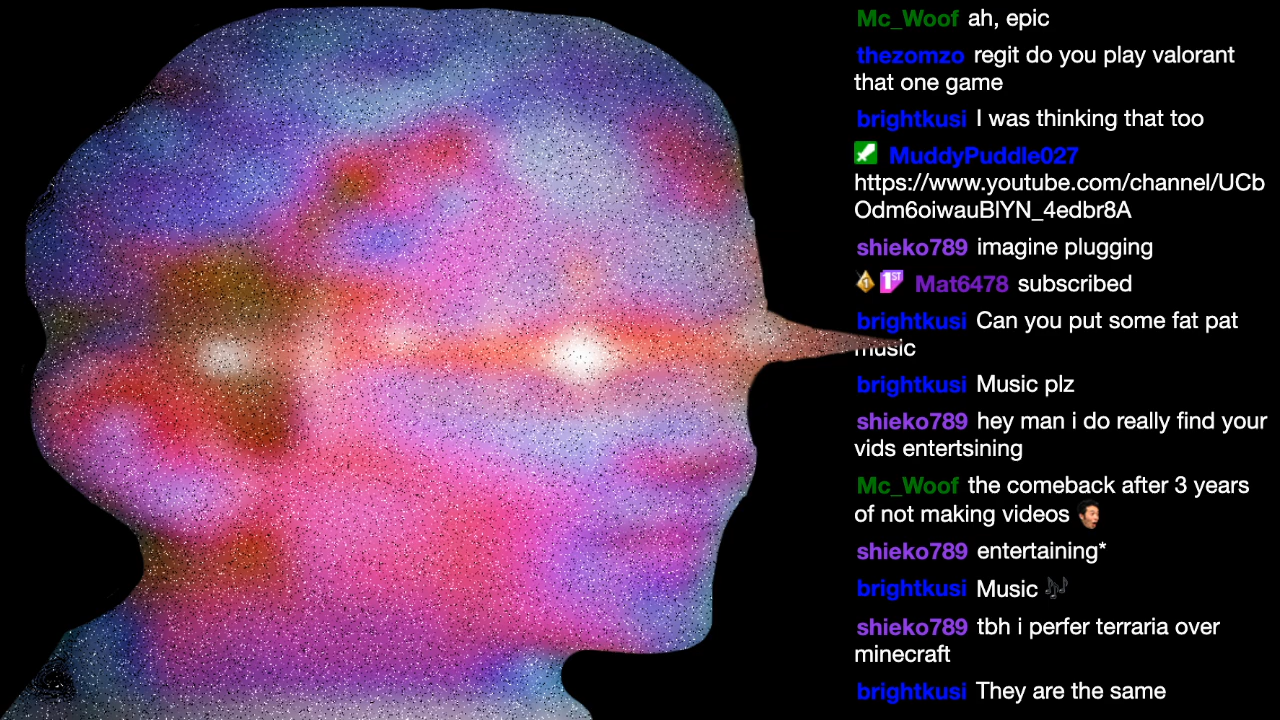 Mc_Woof ah, epic
thezomzo regit do you play valorant
that one game
brightkusi I was thinking that too
MuddyPuddle027
https://www.youtube.com/channel/UCb
Odm6oiwauBlYN_4edbr8A
shieko789 imagine plugging
1 1ST Mat6478 subscribed
brightkusi Can you put some fat pat
music
brightkusi Music plz
shieko789 hey man i do really find your
vids entertsining
Mc_Woof the comeback after 3 years
of not making videos
shieko789 entertaining*
brightkusi Music 🎶
shieko789 tbh i perfer terraria over
minecraft
brightkusi They are the same